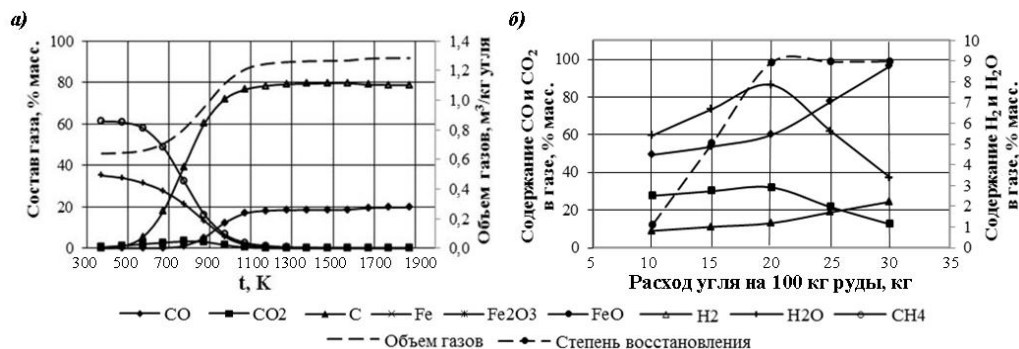 а)
Состав газа, % масс.
100
80
60
40
20
0
1,4
1,2
1,0
0,8
0,6
0,4
0,2
0,0
Объем газов, м³/кг угля
300 500 700 900 1100 1300 1500 1700 1900
t, K
б)
Содержание CO и CO₂
в газе, % масс.
100
80
60
40
20
0
10
9
8
7
6
5
4
3
2
1
0
Содержание H₂ и H₂O
в газе, % масс.
5 10 15 20 25 30 35
Расход угля на 100 кг руды, кг
CO CO2 C Fe Fe2O3 FeO H2 H2O CH4
Объем газов Степень восстановления